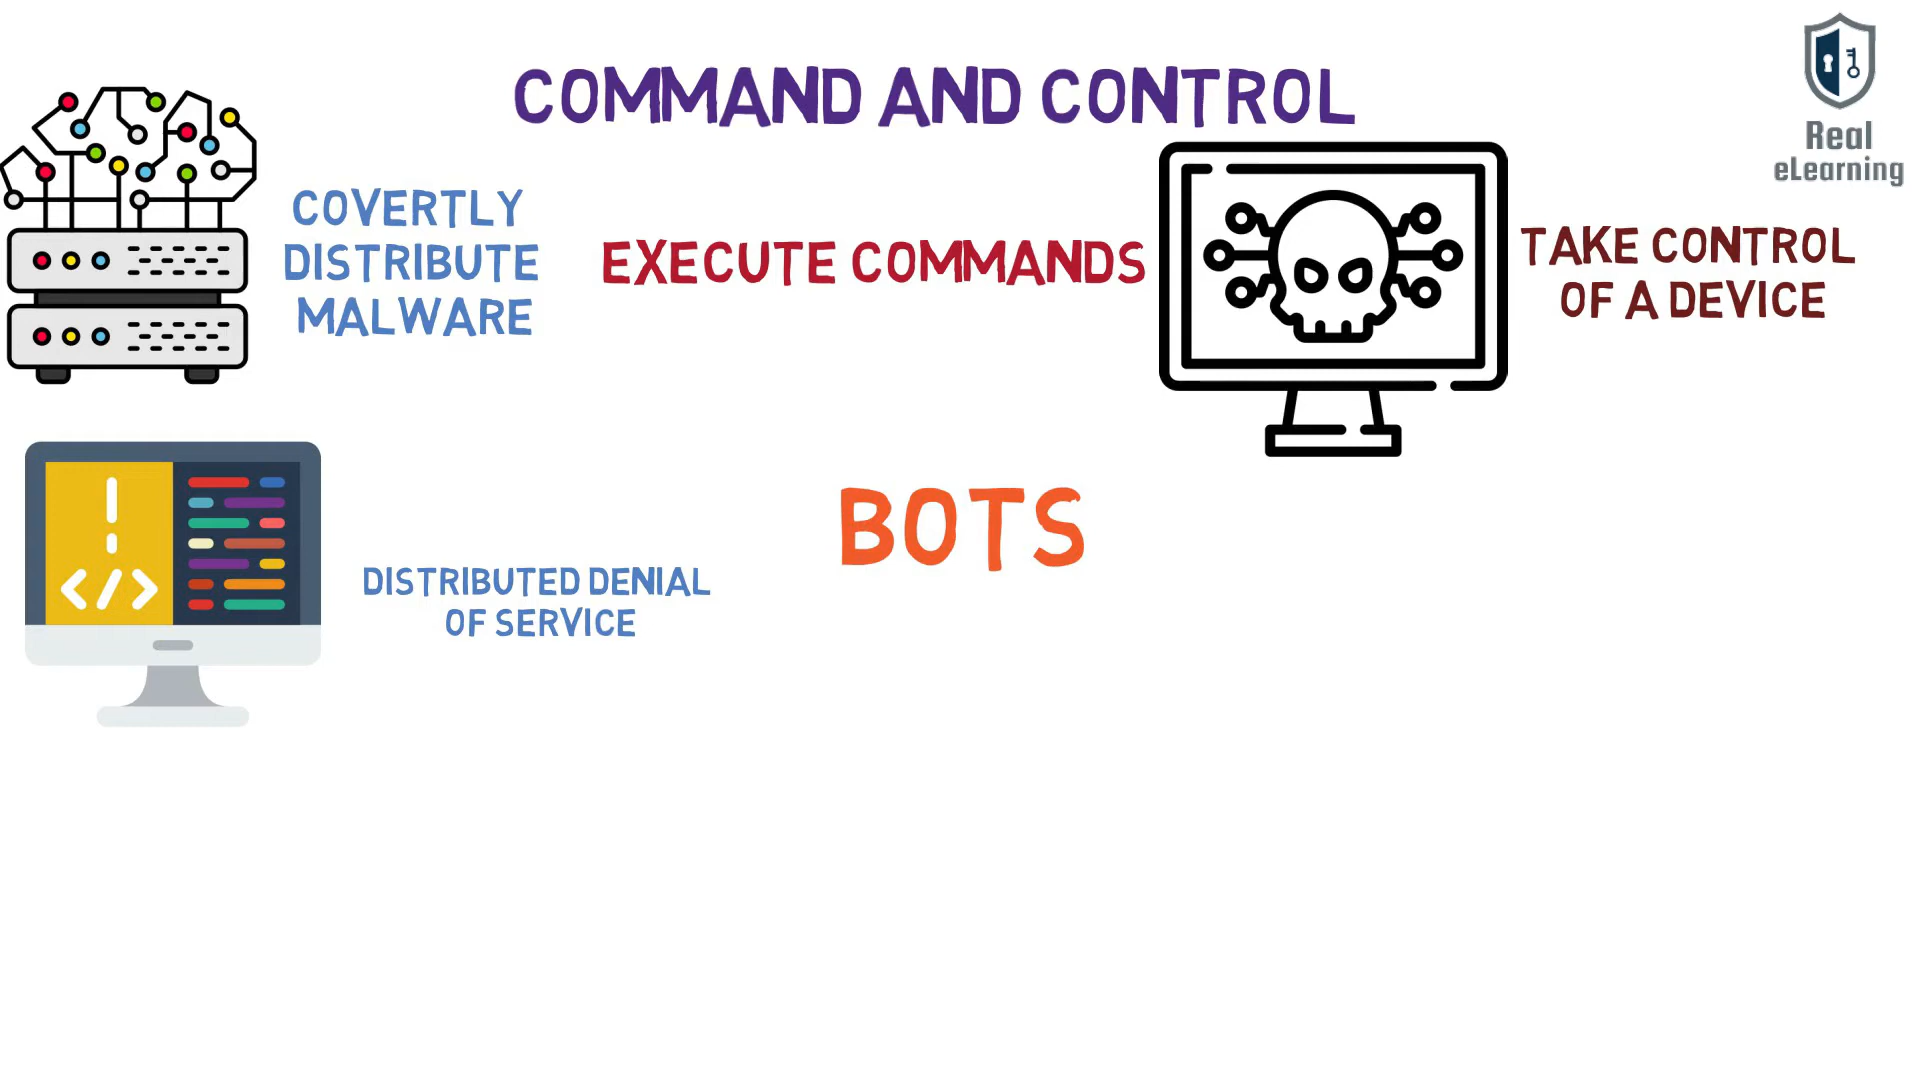 COMMAND AND CONTROL
Real
eLearning
COVERTLY
DISTRIBUTE
MALWARE
EXECUTE COMMANDS
TAKE CONTROL
OF A DEVICE
BOTS
</>
DISTRIBUTED DENIAL
OF SERVICE